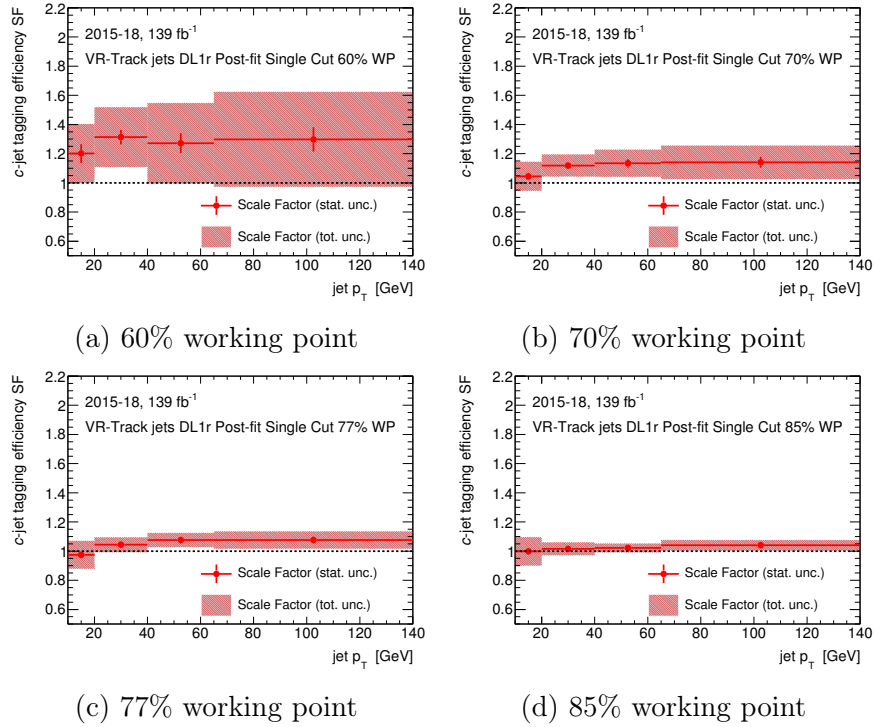 c-jet tagging efficiency SF
2.2
2
1.8
1.6
1.4
1.2
1
0.8
0.6
2015-18, 139 fb⁻¹
VR-Track jets DL1r Post-fit Single Cut 60% WP
Scale Factor (stat. unc.)
Scale Factor (tot. unc.)
20 40 60 80 100 120 140
jet p_T [GeV]
(a) 60% working point
c-jet tagging efficiency SF
2.2
2
1.8
1.6
1.4
1.2
1
0.8
0.6
2015-18, 139 fb⁻¹
VR-Track jets DL1r Post-fit Single Cut 70% WP
Scale Factor (stat. unc.)
Scale Factor (tot. unc.)
20 40 60 80 100 120 140
jet p_T [GeV]
(b) 70% working point
c-jet tagging efficiency SF
2.2
2
1.8
1.6
1.4
1.2
1
0.8
0.6
2015-18, 139 fb⁻¹
VR-Track jets DL1r Post-fit Single Cut 77% WP
Scale Factor (stat. unc.)
Scale Factor (tot. unc.)
20 40 60 80 100 120 140
jet p_T [GeV]
(c) 77% working point
c-jet tagging efficiency SF
2.2
2
1.8
1.6
1.4
1.2
1
0.8
0.6
2015-18, 139 fb⁻¹
VR-Track jets DL1r Post-fit Single Cut 85% WP
Scale Factor (stat. unc.)
Scale Factor (tot. unc.)
20 40 60 80 100 120 140
jet p_T [GeV]
(d) 85% working point